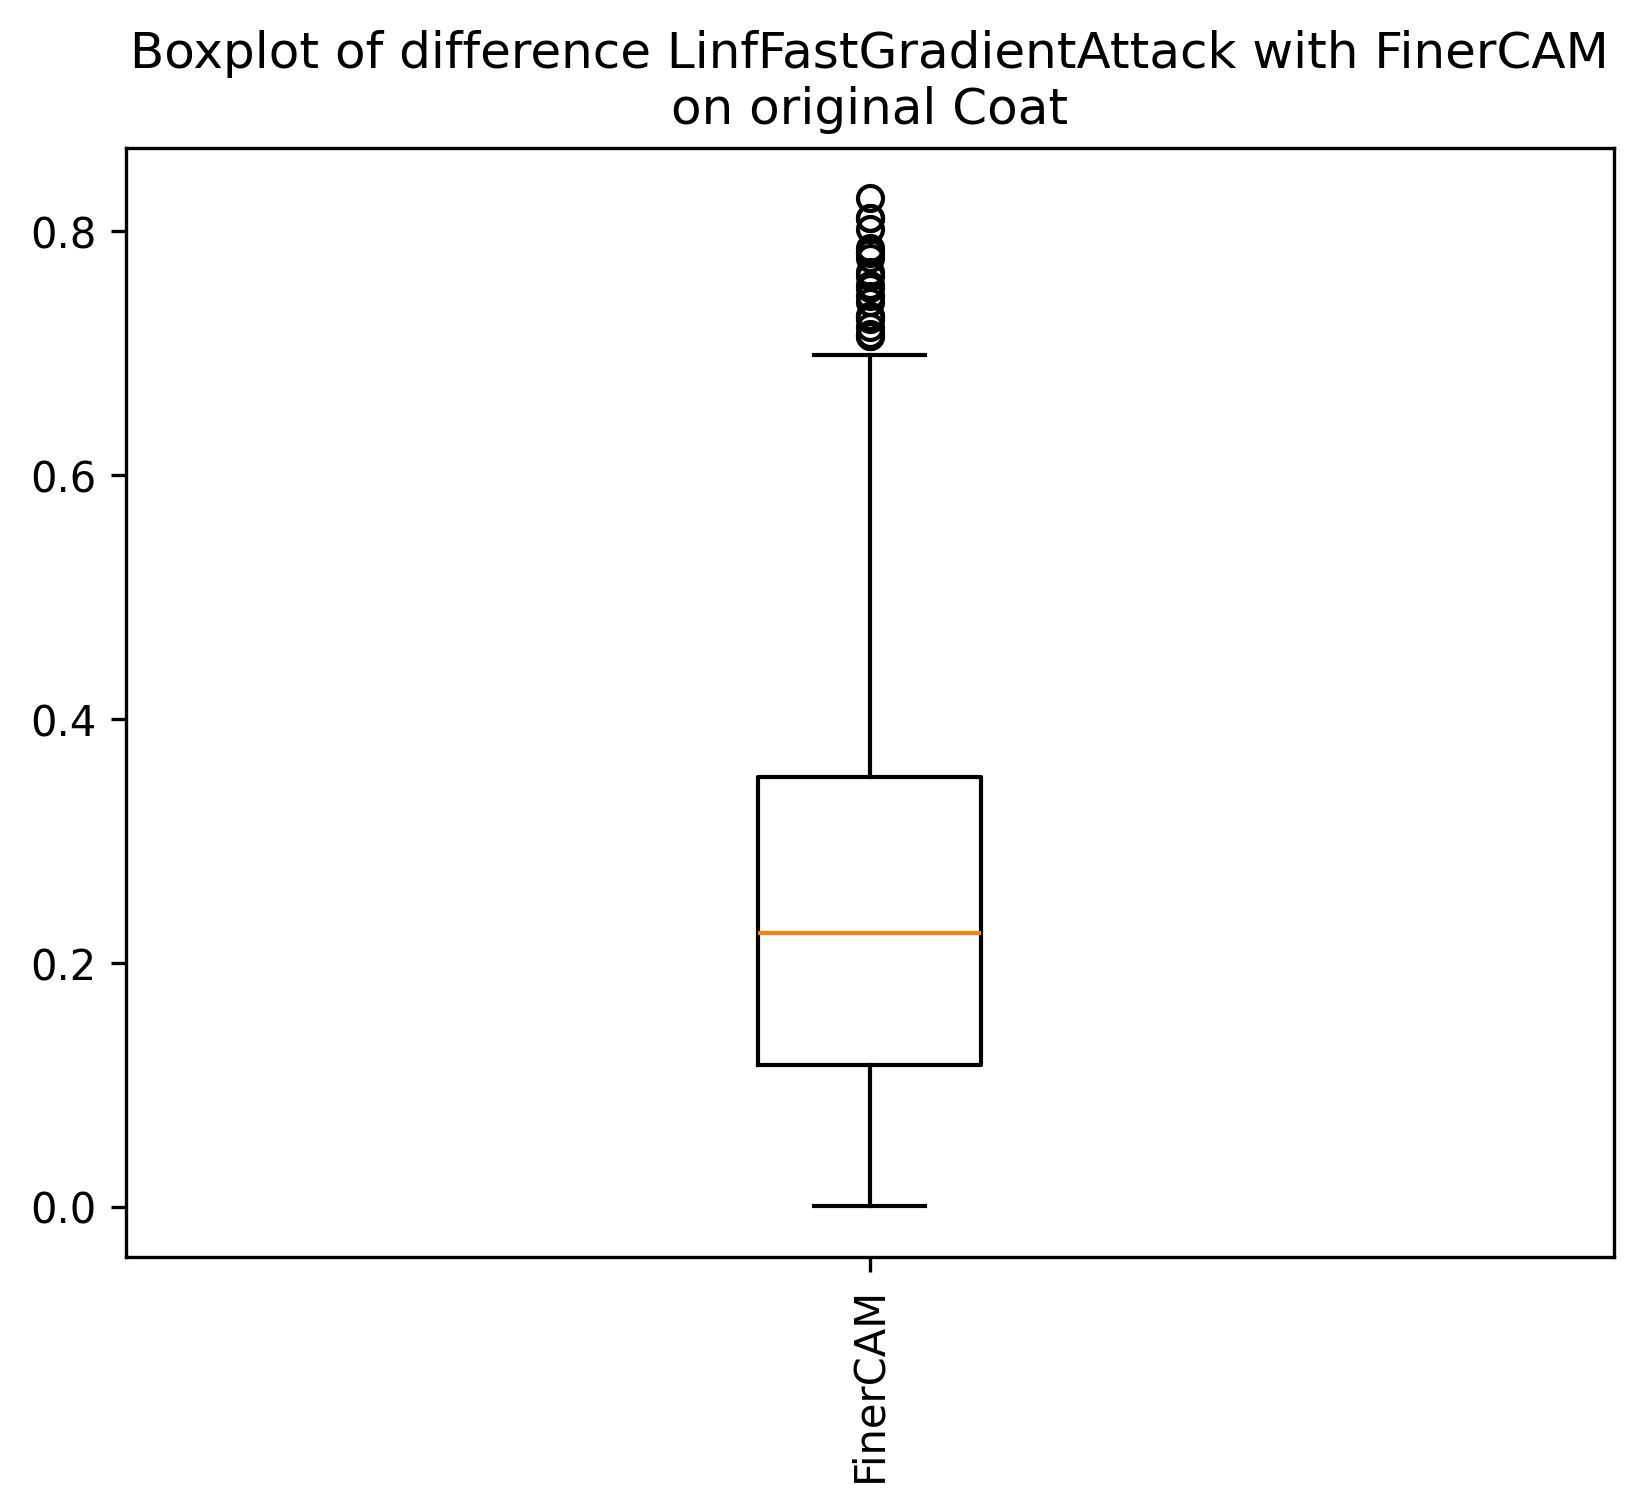 Boxplot of difference LinfFastGradientAttack with FinerCAM
on original Coat
0.8
0.6
0.4
0.2
0.0
FinerCAM